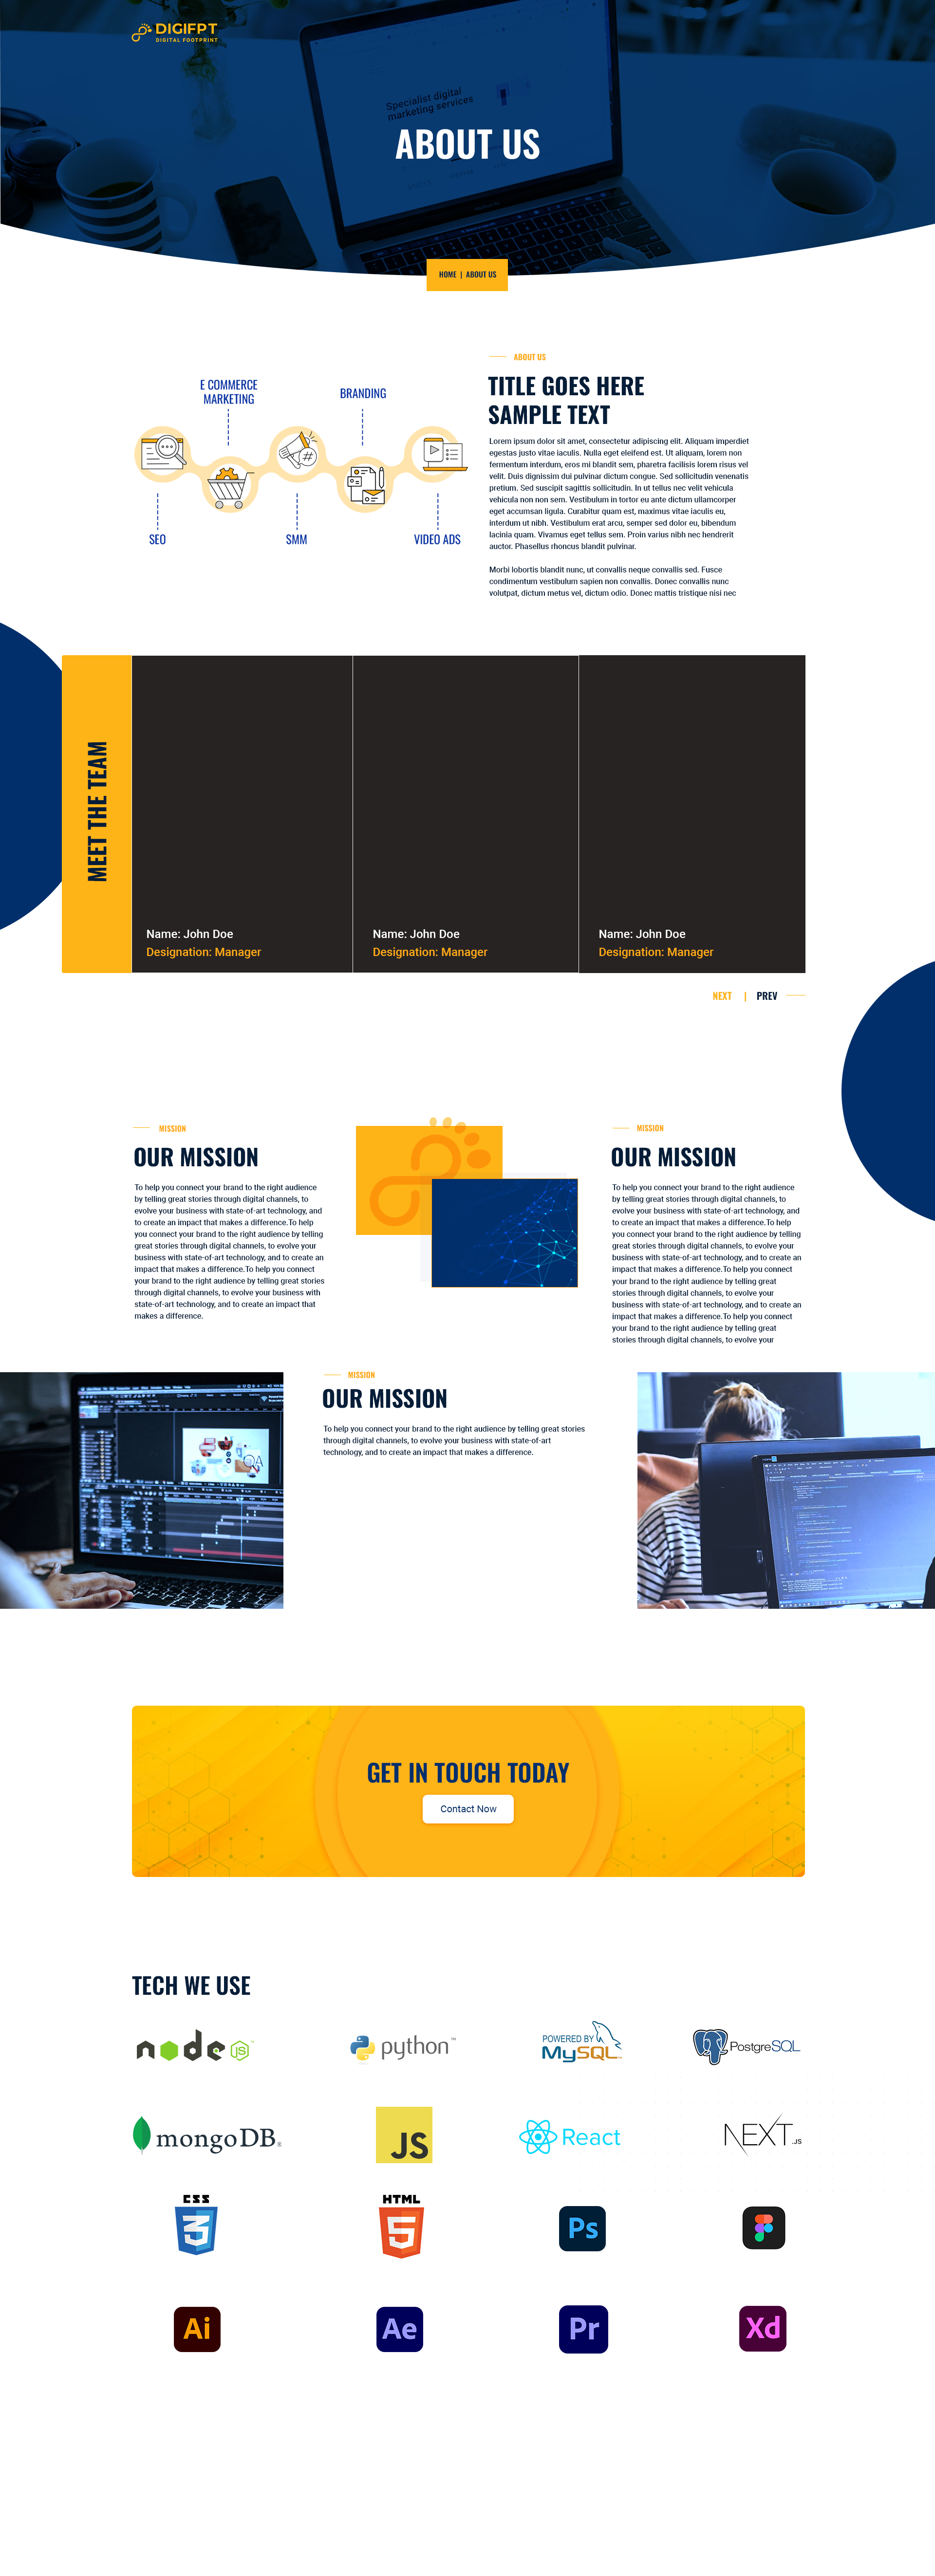 DIGIFPT
DIGITAL FOOTPRINT
Specialist digital
marketing services
ABOUT US
HOME | ABOUT US
E COMMERCE
MARKETING
BRANDING
#
SEO
SMM
VIDEO ADS
ABOUT US
TITLE GOES HERE
SAMPLE TEXT
Lorem ipsum dolor sit amet, consectetur adipiscing elit. Aliquam imperdiet
egestas justo vitae iaculis. Nulla eget eleifend est. Ut aliquam, lorem non
fermentum interdum, eros mi blandit sem, pharetra facilisis lorem risus vel
velit. Duis dignissim dui pulvinar dictum congue. Sed sollicitudin venenatis
pretium. Sed suscipit sagittis sollicitudin. In ut tellus nec velit vehicula
vehicula non non sem. Vestibulum in tortor eu ante dictum ullamcorper
eget accumsan ligula. Curabitur quam est, maximus vitae iaculis eu,
interdum ut nibh. Vestibulum erat arcu, semper sed dolor eu, bibendum
lacinia quam. Vivamus eget tellus sem. Proin varius nibh nec hendrerit
auctor. Phasellus rhoncus blandit pulvinar.
Morbi lobortis blandit nunc, ut convallis neque convallis sed. Fusce
condimentum vestibulum sapien non convallis. Donec convallis nunc
volutpat, dictum metus vel, dictum odio. Donec mattis tristique nisi nec
MEET THE TEAM
Name: John Doe
Designation: Manager
Name: John Doe
Designation: Manager
Name: John Doe
Designation: Manager
NEXT | PREV
MISSION
OUR MISSION
To help you connect your brand to the right audience
by telling great stories through digital channels, to
evolve your business with state-of-art technology, and
to create an impact that makes a difference.To help
you connect your brand to the right audience by telling
great stories through digital channels, to evolve your
business with state-of-art technology, and to create an
impact that makes a difference.To help you connect
your brand to the right audience by telling great stories
through digital channels, to evolve your business with
state-of-art technology, and to create an impact that
makes a difference.
MISSION
OUR MISSION
To help you connect your brand to the right audience
by telling great stories through digital channels, to
evolve your business with state-of-art technology, and
to create an impact that makes a difference.To help
you connect your brand to the right audience by telling
great stories through digital channels, to evolve your
business with state-of-art technology, and to create an
impact that makes a difference.To help you connect
your brand to the right audience by telling great
stories through digital channels, to evolve your
business with state-of-art technology, and to create an
impact that makes a difference.To help you connect
your brand to the right audience by telling great
stories through digital channels, to evolve your
MISSION
OUR MISSION
To help you connect your brand to the right audience by telling great stories
through digital channels, to evolve your business with state-of-art
technology, and to create an impact that makes a difference.
QA
GET IN TOUCH TODAY
Contact Now
TECH WE USE
node JS ™
python ™
POWERED BY
MySQL
PostgreSQL
mongoDB®
JS
React
NEXT.JS
CSS
3
HTML
5
Ps
Ai
Ae
Pr
Xd